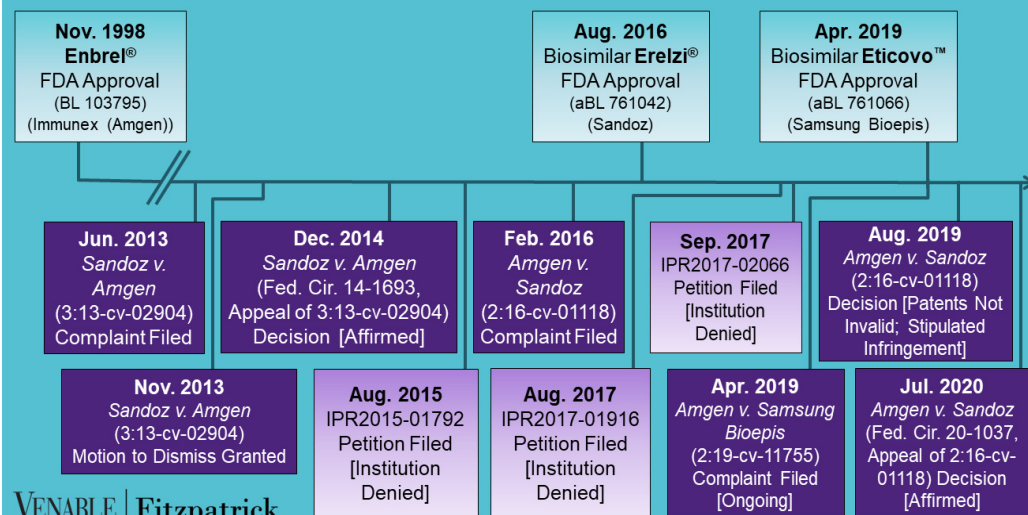 Nov. 1998
Enbrel®
FDA Approval
(BL 103795)
(Immunex (Amgen))
Aug. 2016
Biosimilar Erelzi®
FDA Approval
(aBL 761042)
(Sandoz)
Apr. 2019
Biosimilar Eticovo™
FDA Approval
(aBL 761066)
(Samsung Bioepis)
Jun. 2013
Sandoz v.
Amgen
(3:13-cv-02904)
Complaint Filed
Dec. 2014
Sandoz v. Amgen
(Fed. Cir. 14-1693,
Appeal of 3:13-cv-02904)
Decision [Affirmed]
Feb. 2016
Amgen v.
Sandoz
(2:16-cv-01118)
Complaint Filed
Sep. 2017
IPR2017-02066
Petition Filed
[Institution
Denied]
Aug. 2019
Amgen v. Sandoz
(2:16-cv-01118)
Decision [Patents Not
Invalid; Stipulated
Infringement]
Nov. 2013
Sandoz v. Amgen
(3:13-cv-02904)
Motion to Dismiss Granted
Aug. 2015
IPR2015-01792
Petition Filed
[Institution
Denied]
Aug. 2017
IPR2017-01916
Petition Filed
[Institution
Denied]
Apr. 2019
Amgen v. Samsung
Bioepis
(2:19-cv-11755)
Complaint Filed
[Ongoing]
Jul. 2020
Amgen v. Sandoz
(Fed. Cir. 20-1037,
Appeal of 2:16-cv-
01118) Decision
[Affirmed]
VENABLE | Fitzpatrick